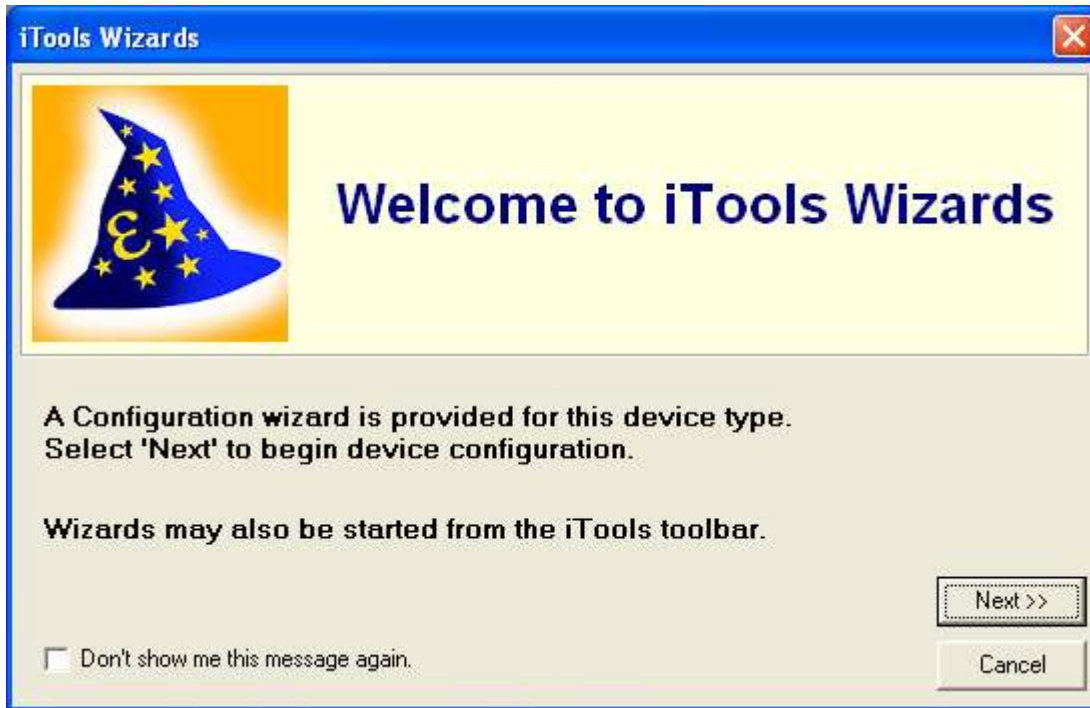 iTools Wizards
Welcome to iTools Wizards
A Configuration wizard is provided for this device type.
Select 'Next' to begin device configuration.
Wizards may also be started from the iTools toolbar.
Next >>
Don't show me this message again.
Cancel